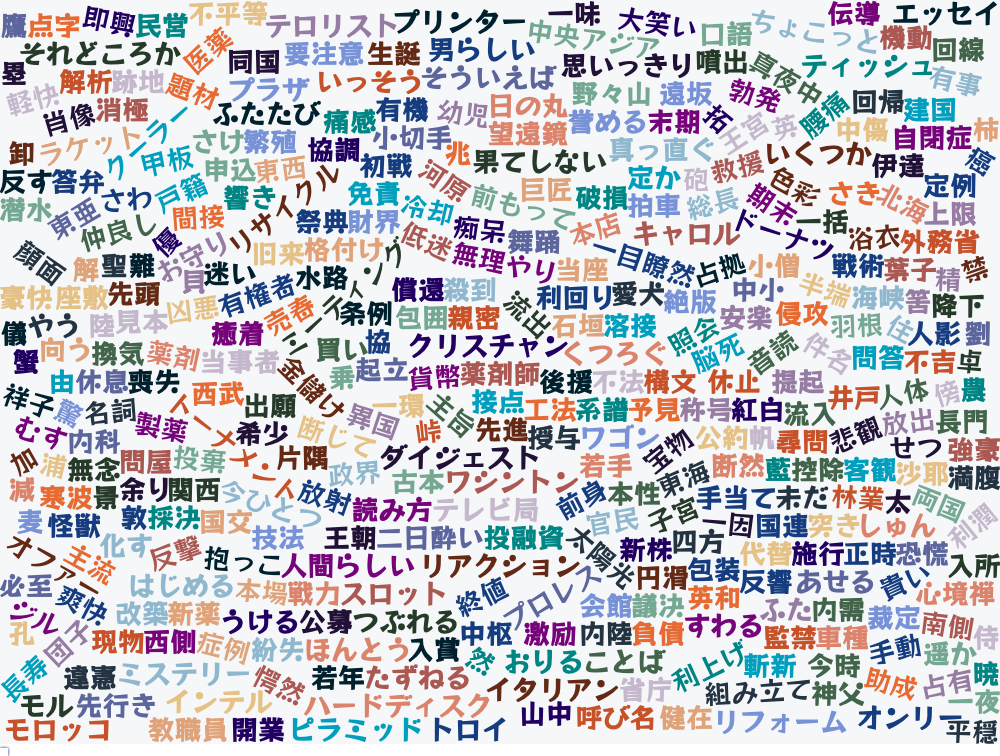 鷹 点字 即興 民営 不平等 テロリスト プリンター 一味 大笑い 中央アジア 口語 ちょこっと 伝導 エッセイ
それどころか 医薬 同国 要注意 生誕 男らしい 思いっきり 噴出 真夜中 ティッシュ 機動 回線
塁 解析 跡地 題材 プラザ いっそう そういえば 野々山 遠坂 勃発 有事
軽快 肖像 消極 ふたたび 痛感 有機 幼児 日の丸 誉める 末期 拓 王宮 英 腰痛 回帰 建国
卸 ラケット クーラー さけ 繁殖 協調 小切手 望遠鏡 真っ直ぐ 中傷 自閉症 柿
反す 答弁 甲板 申込 東西 初戦 兆 果てしない 定か 砲 救援 いくつか 伊達 癌
潜水 東亜 さわ 戸籍 響き リサイクル 免責 河原 前もって 巨匠 破損 拍車 総長 期末 色彩 さき 北海 定例 上限
仲良し 間接 優 お守り 祭典 財界 冷却 低迷 痴呆 舞踊 本店 キャロル ドーナツ 一括 浴衣 外務省
顔面 解 聖難 貝 迷い 旧来 格付け ミーティング 無理やり 当座 一目瞭然 占拠 小僧 戦術 葉子 精 禁
豪快 座敷 先頭 凶悪 有権者 水路 償還 殺到 流出 利回り 愛犬 絶版 中小 半端 海峡 答 降下
儀 やう 陸 見本 癒着 売春 条例 包囲 親密 石垣 溶接 照会 安楽 侵攻 羽根 住 人影 劉
蟹 向う 換気 薬剤 当事者 買い 協 クリスチャン くつろぐ 脳死 音読 問答 不吉 卓
由 休息 喪失 西武 金儲け 乗 起立 貨幣 薬剤師 後援 不法 横文 休止 提起 井戸 人体 傍 農
祥子 驚 名詞 イーメール 出願 異国 一環 主旨 接点 工法 系譜 予見 称号 紅白 流入 悲観 放出 長門
むす 内科 製薬 希少 断じて 峠 先進 授与 ワゴン 宝物 公約 帆 尋問 せつ 強豪
浦 無念 問屋 投棄 片隅 政界 ダイジェスト 若手 東海 断然 藍 控除 客観 沙耶 満腹
減 寒波 景 余り 関西 今ひとつ 一人 放射 古本 ワシントン 前身 本性 手当て 未だ 林業 太 両国
麦 怪獣 敦 採決 国交 読み方 テレビ局 官民 子宮 一因 国連 突き しゅん 利潤
オファー 主流 化す 反撃 技法 王朝 二日酔い 投融資 太陽光 新株 四方 代替 施行 正時 恐慌 入所
必至 爽快 はじめる 抱っこ 人間らしい リアクション 本場 戦力 スロット 終値 プロレス 円滑 包装 反響 あせる 責い 心境 禅
ジル 孔 団子 改築 新薬 うける 公募 つぶれる 会館 議決 英和 ふた 内需 裁定 南側 侍
現物 西側 症例 紛失 ほんとう 入賞 中枢 激励 内陸 負債 すわる 監禁 車種 手動 遥か
長寿 違憲 ミステリー 愕然 若年 たずねる 然 おりる ことば 利上げ 斬新 今時 助成 占有 暁
モル 先行き インテル ハードディスク イタリアン 省庁 組み立て 神父 一夜
モロッコ 教職員 開業 ピラミッド トロイ 山中 呼び名 健在 リフォーム オンリー 平穏